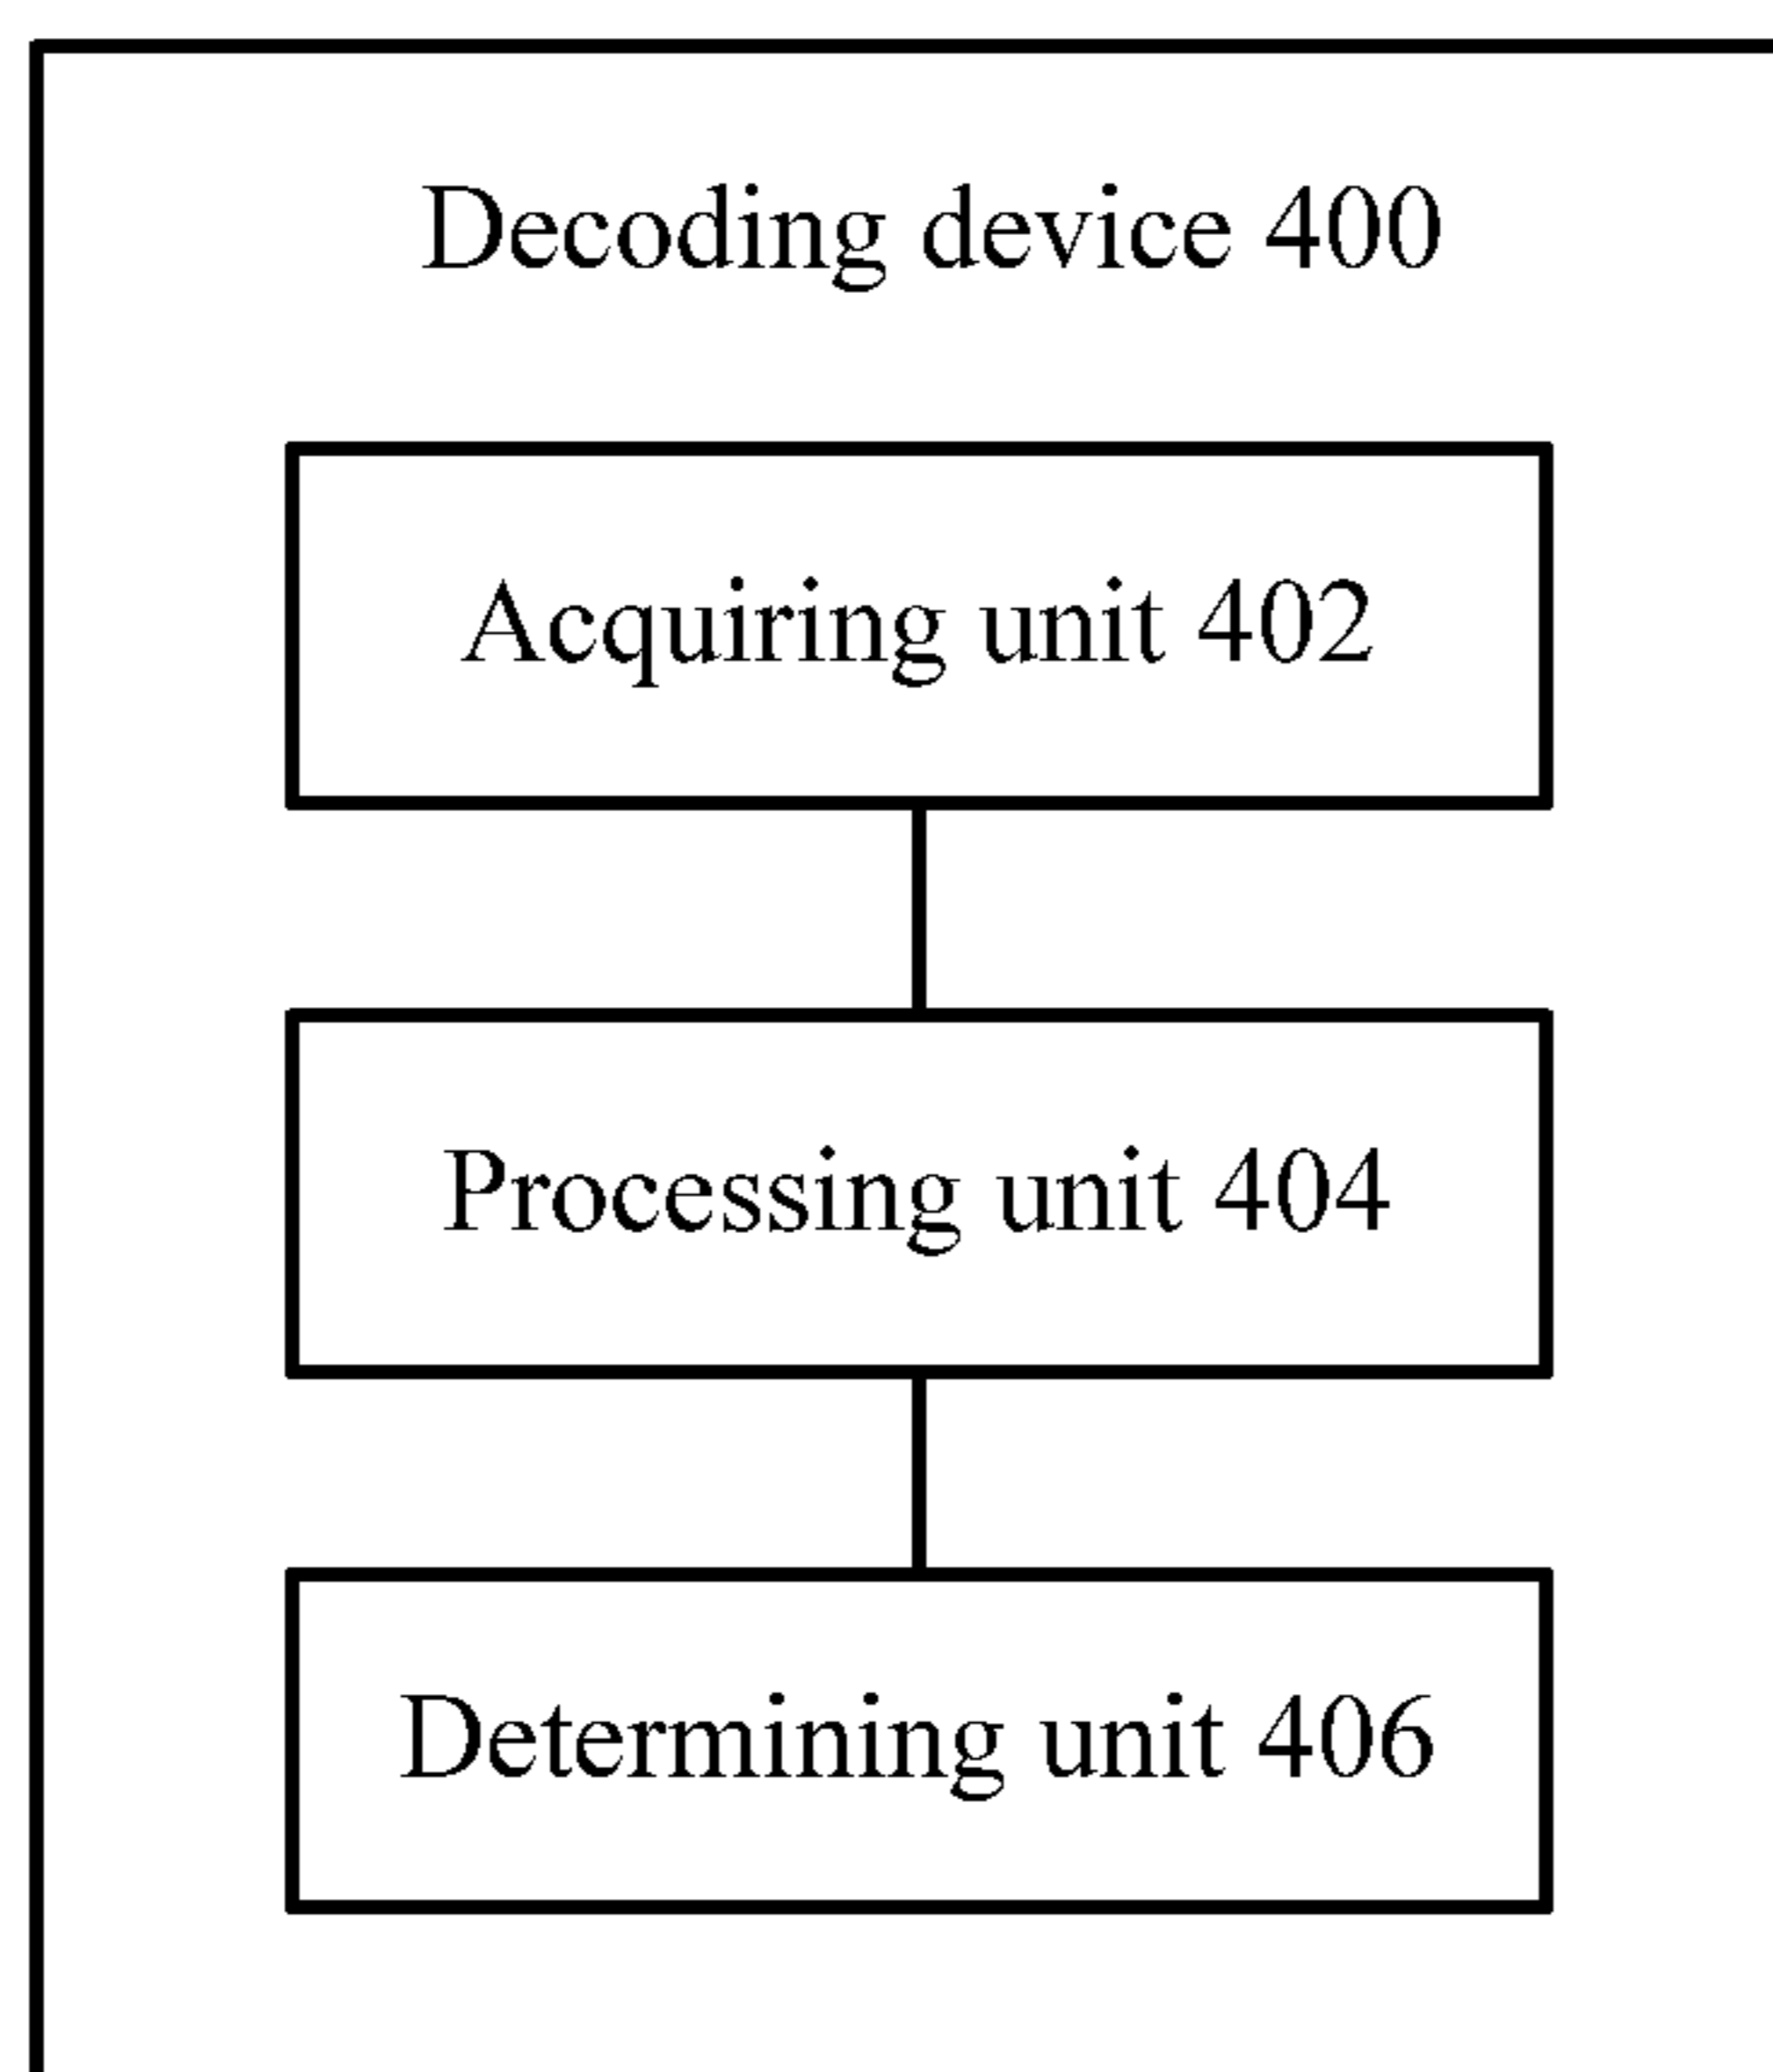 Decoding device 400
Acquiring unit 402
Processing unit 404
Determining unit 406